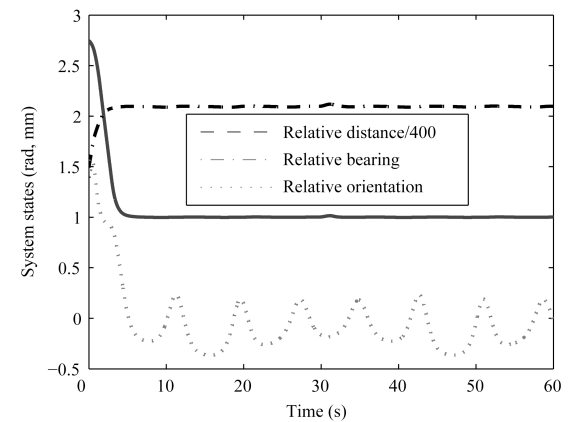 3
2.5
2
1.5
1
0.5
0
−0.5
System states (rad, mm)
Relative distance/400
Relative bearing
Relative orientation
0 10 20 30 40 50 60
Time (s)